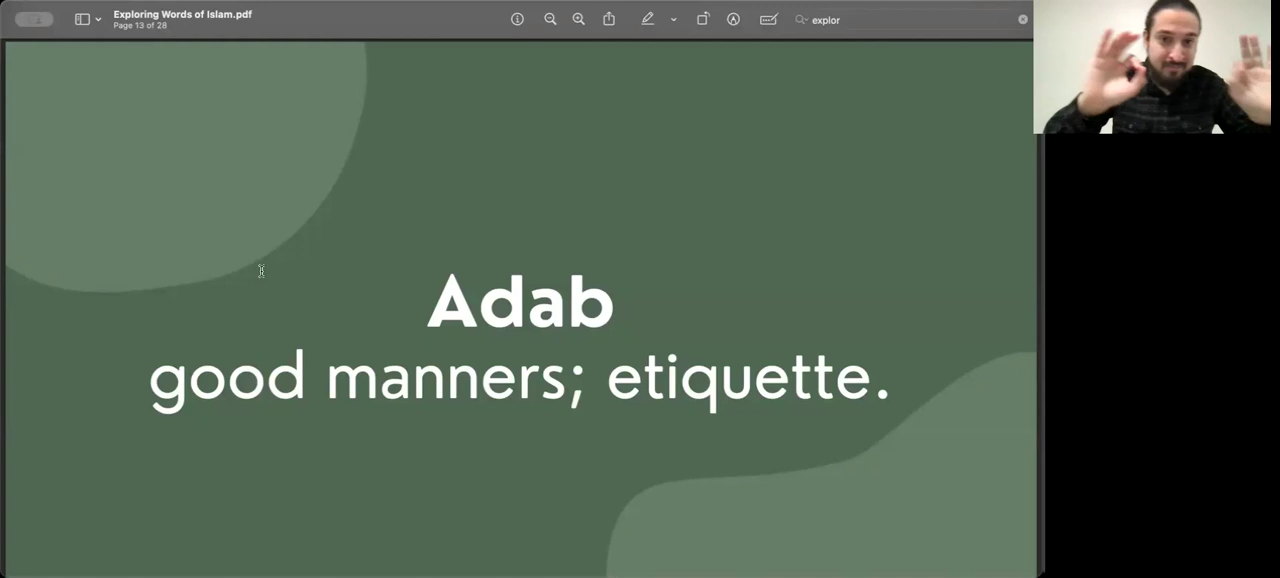 Exploring Words of Islam.pdf
Page 13 of 28
explor
Adab
good manners; etiquette.